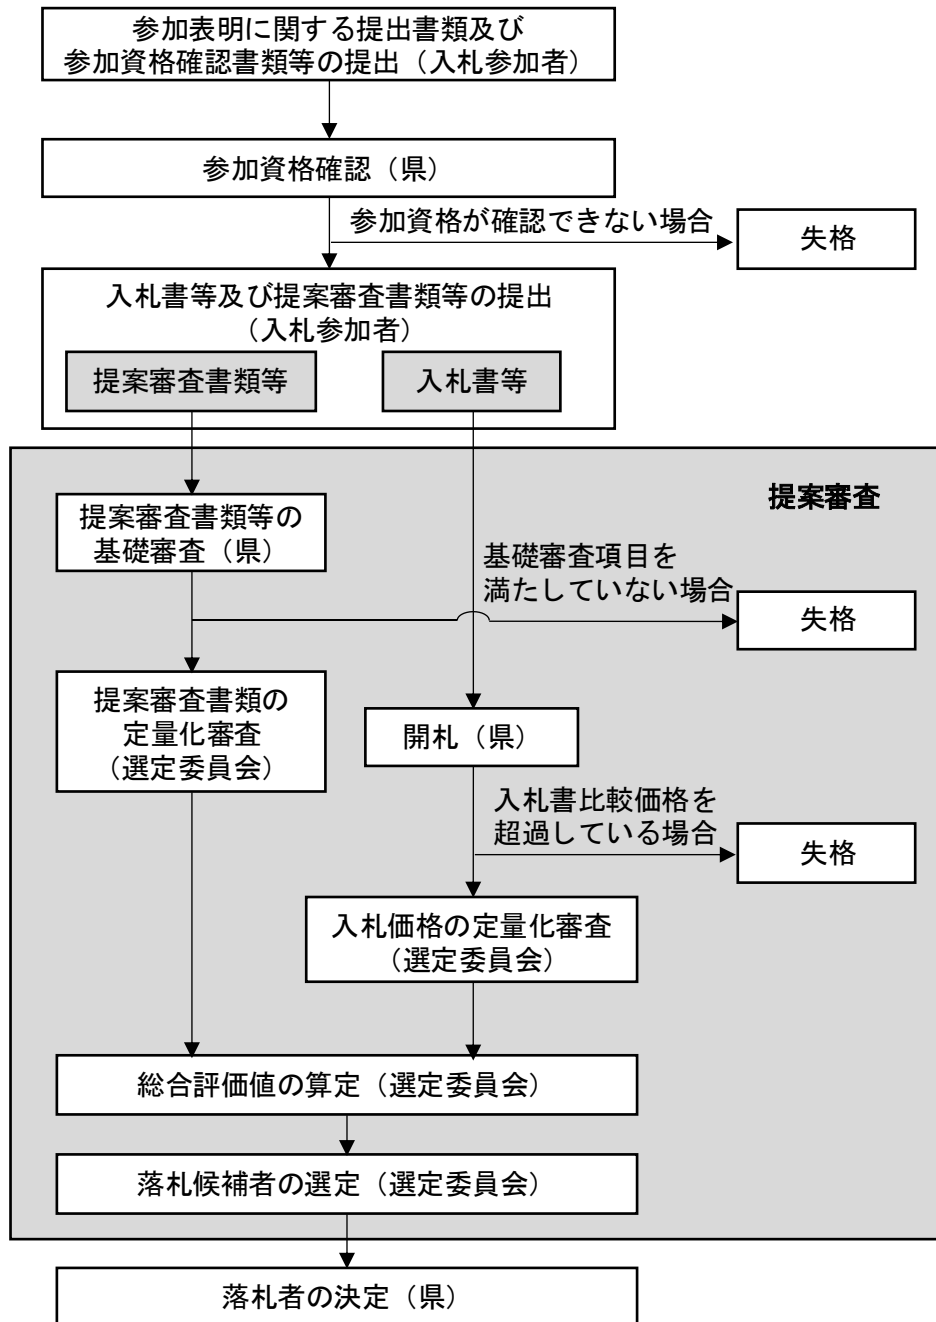 参加表明に関する提出書類及び
参加資格確認書類等の提出（入札参加者）
参加資格確認（県）
参加資格が確認できない場合
失格
入札書等及び提案審査書類等の提出
（入札参加者）
提案審査書類等
入札書等
提案審査
提案審査書類等の
基礎審査（県）
基礎審査項目を
満たしていない場合
失格
提案審査書類の
定量化審査
（選定委員会）
開札（県）
入札書比較価格を
超過している場合
失格
入札価格の定量化審査
（選定委員会）
総合評価値の算定（選定委員会）
落札候補者の選定（選定委員会）
落札者の決定（県）